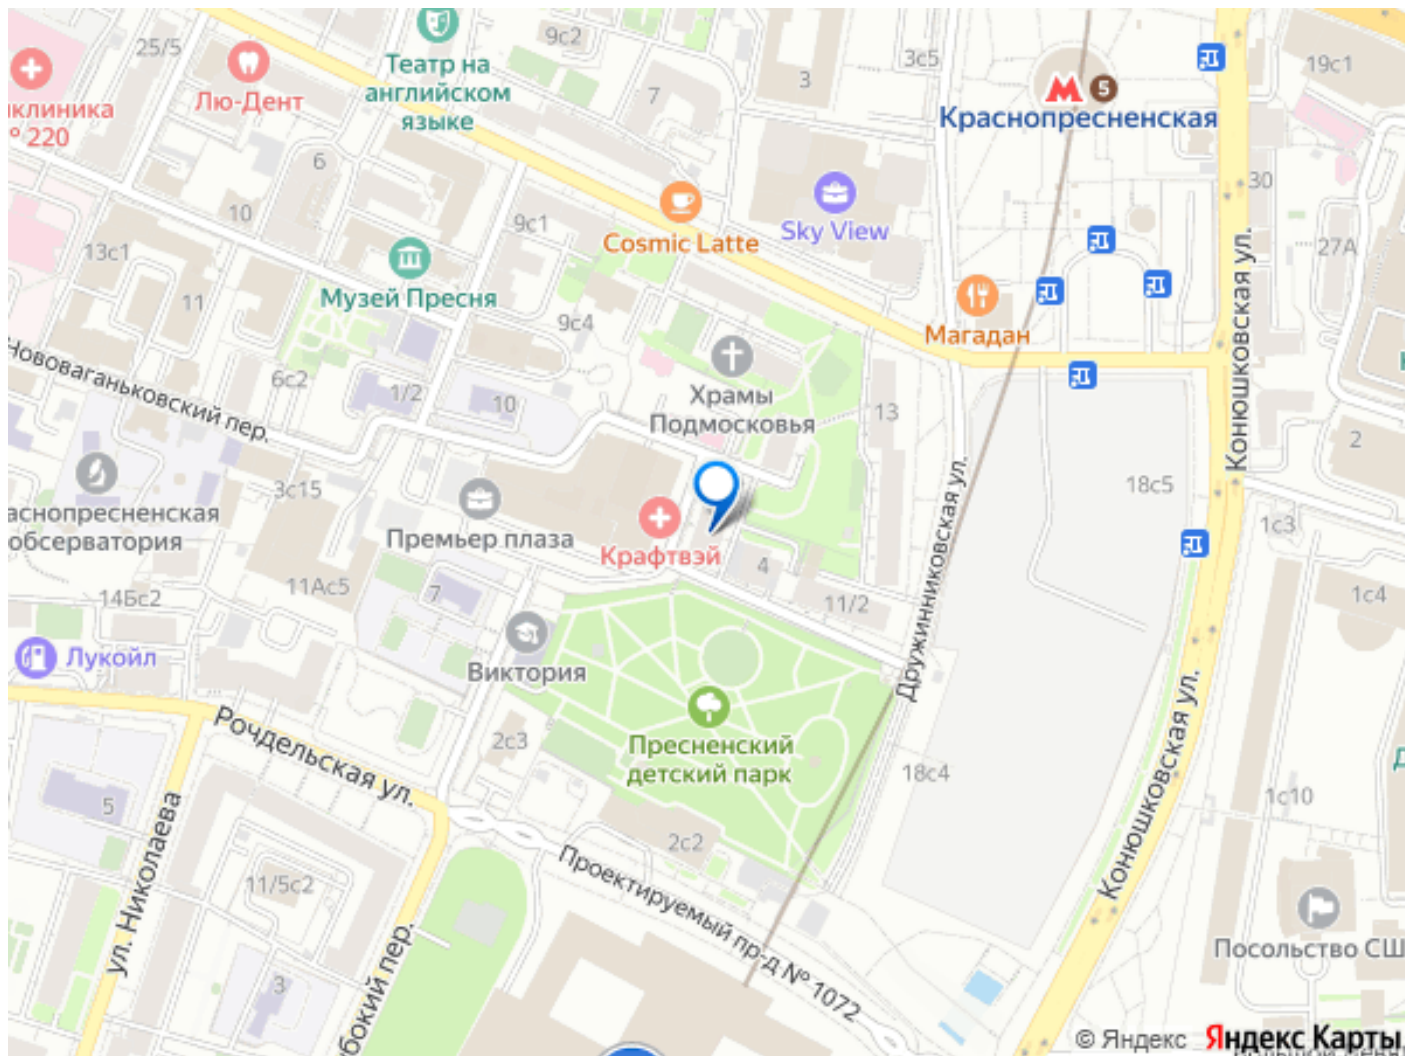 25/5
Театр на
английском
языке
9с2
3
3с5
7
5
Краснопресненская
19с1
Лю-Дент
№ 220
6
10
9с1
Cosmic Latte
Sky View
30
27А
13с1
11
Музей Пресня
9с4
Магадан
Нововаганьковский пер.
6с2
1/2
10
Храмы
Подмосковья
13
Конюшковская ул.
2
3с15
Премьер плаза
Крафтвэй
18с5
1с3
обсерватория
14Бс2
11Ас5
7
4
11/2
Дружинниковская ул.
1с4
Лукойл
Виктория
Рочдельская ул.
2с3
Пресненский
детский парк
18с4
Конюшковская ул.
1с10
5
ул. Николаева
2с2
11/5с2
Проектируемый пр-д № 1072
3
пер.
Посольство
© Яндекс Яндекс Карты